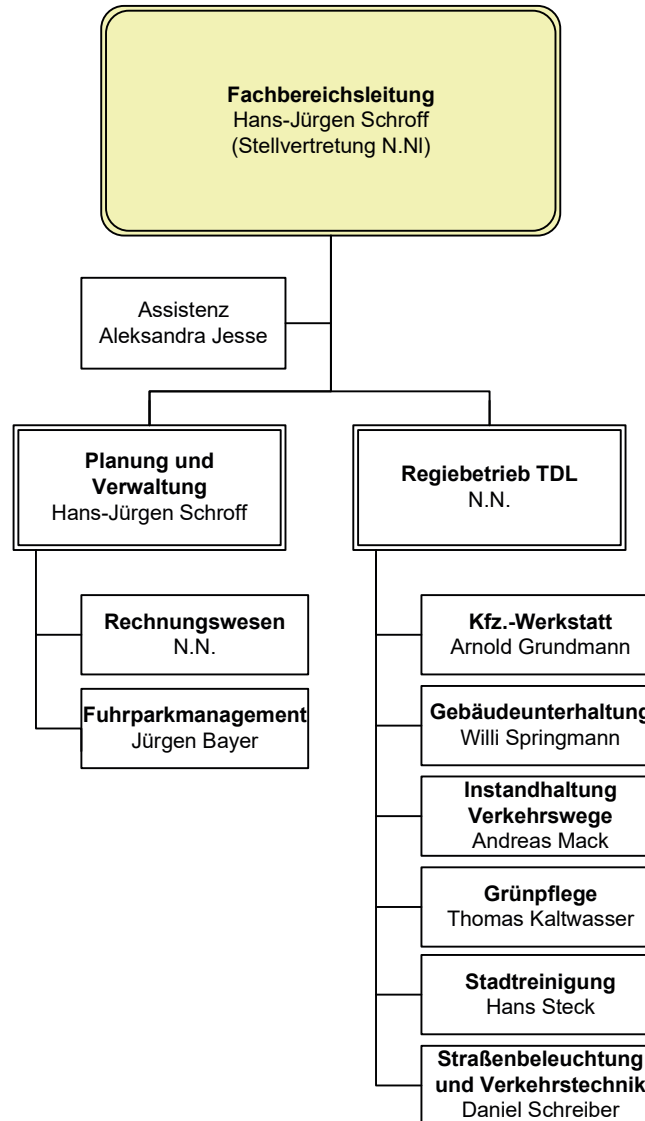 Fachbereichsleitung
Hans-Jürgen Schroff
(Stellvertretung N.NI)
Assistenz
Aleksandra Jesse
Planung und
Verwaltung
Hans-Jürgen Schroff
Regiebetrieb TDL
N.N.
Rechnungswesen
N.N.
Fuhrparkmanagement
Jürgen Bayer
Kfz.-Werkstatt
Arnold Grundmann
Gebäudeunterhaltung
Willi Springmann
Instandhaltung
Verkehrswege
Andreas Mack
Grünpflege
Thomas Kaltwasser
Stadtreinigung
Hans Steck
Straßenbeleuchtung
und Verkehrstechnik
Daniel Schreiber